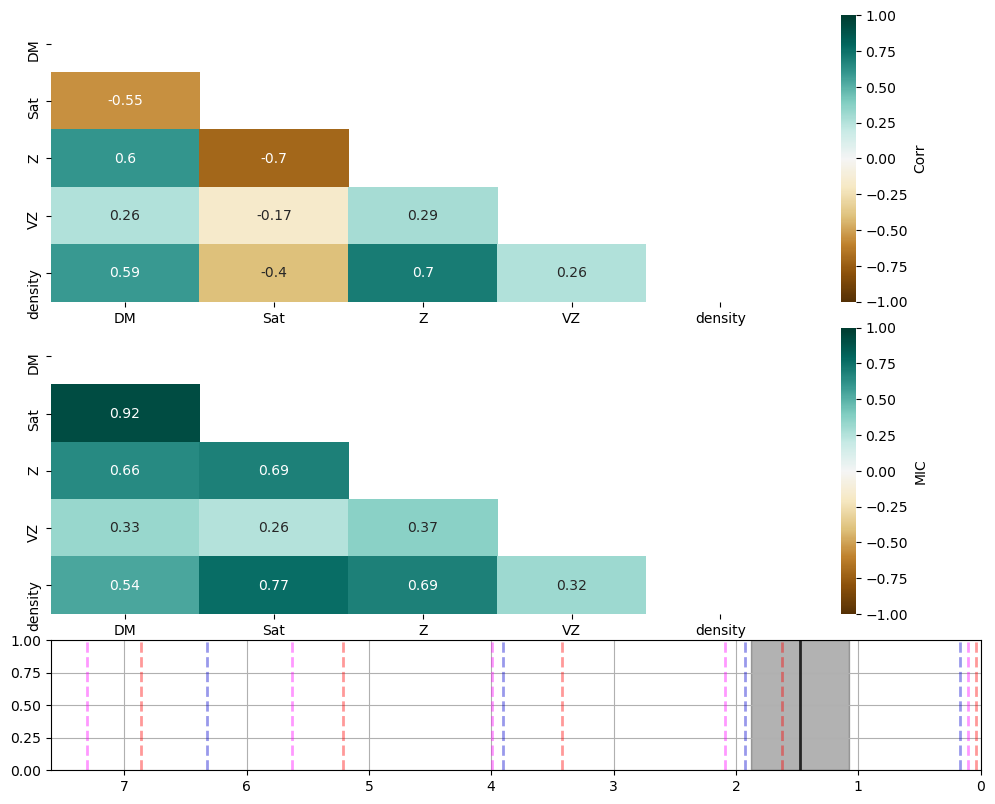 DM
Sat -0.55
Z 0.6 -0.7
VZ 0.26 -0.17 0.29
density 0.59 -0.4 0.7 0.26
DM Sat Z VZ density
1.00
0.75
0.50
0.25
0.00
−0.25
−0.50
−0.75
−1.00
Corr
DM
Sat 0.92
Z 0.66 0.69
VZ 0.33 0.26 0.37
density 0.54 0.77 0.69 0.32
DM Sat Z VZ density
1.00
0.75
0.50
0.25
0.00
−0.25
−0.50
−0.75
−1.00
MIC
1.00
0.75
0.50
0.25
0.00
7 6 5 4 3 2 1 0